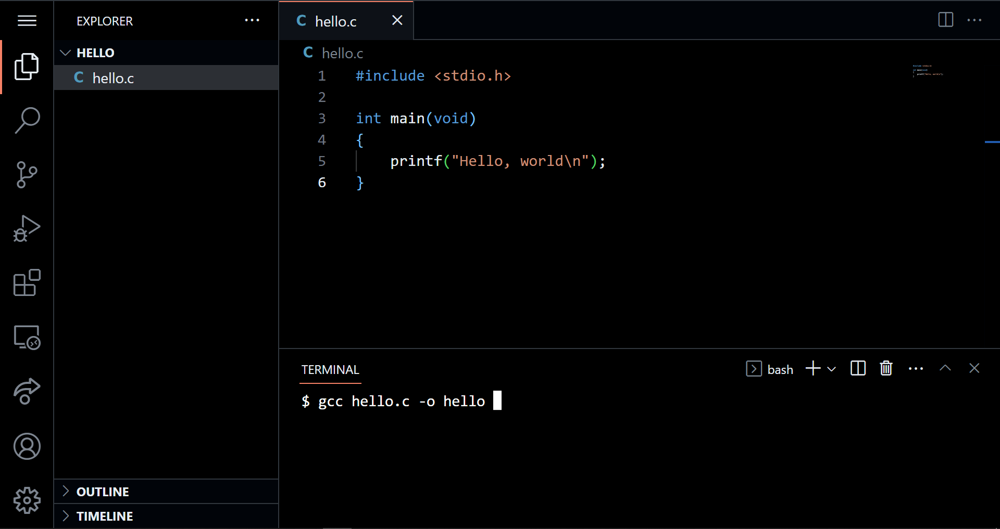 EXPLORER
HELLO
C hello.c
OUTLINE
TIMELINE
C hello.c
C hello.c
1 #include <stdio.h>
2
3 int main(void)
4 {
5     printf("Hello, world\n");
6 }
TERMINAL
bash
$ gcc hello.c -o hello